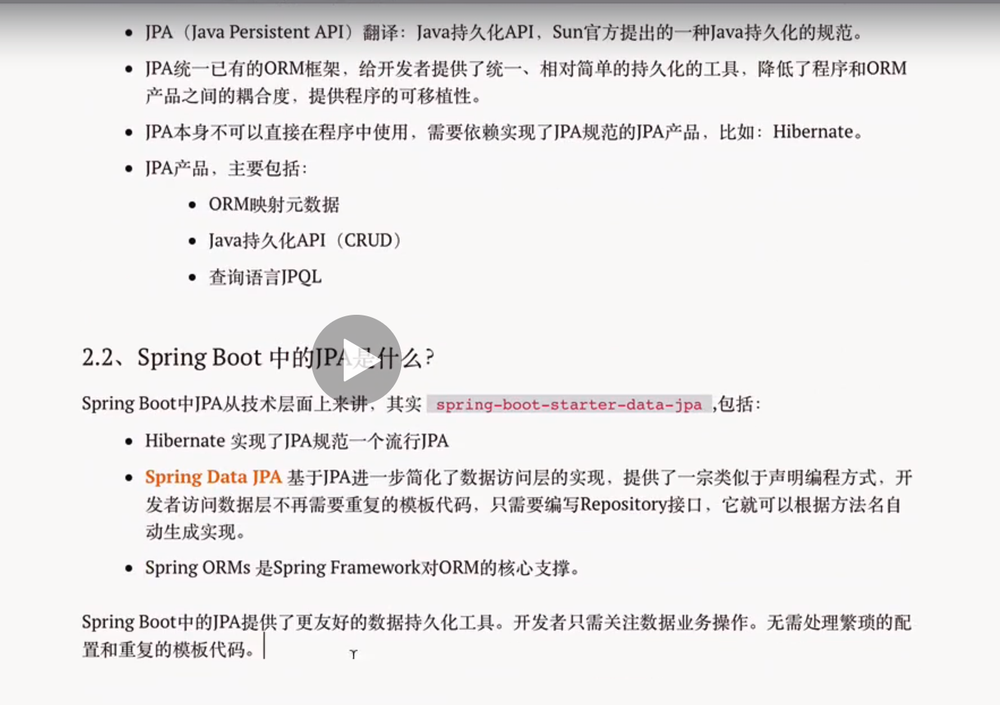 • JPA（Java Persistent API）翻译：Java持久化API，Sun官方提出的一种Java持久化的规范。
• JPA统一已有的ORM框架，给开发者提供了统一、相对简单的持久化的工具，降低了程序和ORM
产品之间的耦合度，提供程序的可移植性。
• JPA本身不可以直接在程序中使用，需要依赖实现了JPA规范的JPA产品，比如：Hibernate。
• JPA产品，主要包括：
• ORM映射元数据
• Java持久化API（CRUD）
• 查询语言JPQL
2.2、Spring Boot 中的JPA是什么？
Spring Boot中JPA从技术层面上来讲，其实 spring-boot-starter-data-jpa ,包括：
• Hibernate 实现了JPA规范一个流行JPA
• Spring Data JPA 基于JPA进一步简化了数据访问层的实现，提供了一宗类似于声明编程方式，开
发者访问数据层不再需要重复的模板代码，只需要编写Repository接口，它就可以根据方法名自
动生成实现。
• Spring ORMs 是Spring Framework对ORM的核心支撑。
Spring Boot中的JPA提供了更友好的数据持久化工具。开发者只需关注数据业务操作。无需处理繁琐的配
置和重复的模板代码。